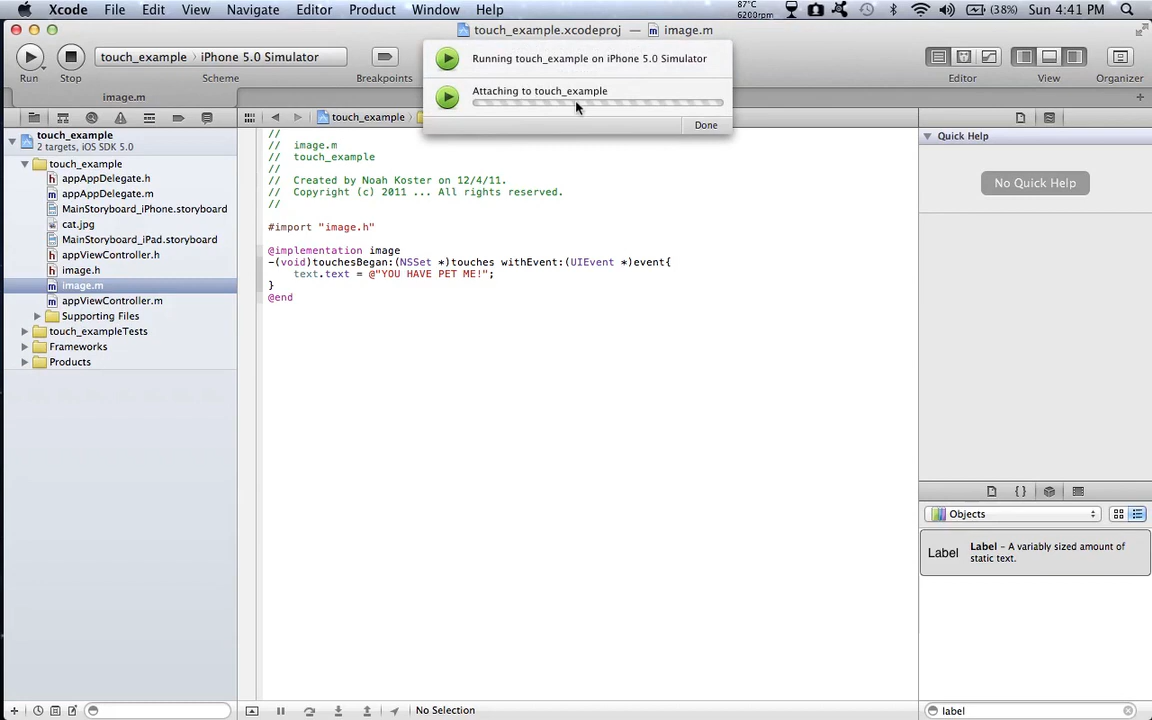 Xcode File Edit View Navigate Editor Product Window Help 87°C 6200rpm (38%) Sun 4:41 PM
touch_example.xcodeproj — image.m
Run Stop touch_example iPhone 5.0 Simulator Scheme Breakpoints Editor View Organizer
Running touch_example on iPhone 5.0 Simulator
Attaching to touch_example
Done
image.m
touch_example
touch_example
2 targets, iOS SDK 5.0
touch_example
appAppDelegate.h
appAppDelegate.m
MainStoryboard_iPhone.storyboard
cat.jpg
MainStoryboard_iPad.storyboard
appViewController.h
image.h
image.m
appViewController.m
Supporting Files
touch_exampleTests
Frameworks
Products
//
// image.m
// touch_example
//
// Created by Noah Koster on 12/4/11.
// Copyright (c) 2011 ... All rights reserved.
//
#import "image.h"
@implementation image
-(void)touchesBegan:(NSSet *)touches withEvent:(UIEvent *)event{
text.text = @"YOU HAVE PET ME!";
}
@end
Quick Help
No Quick Help
{}
Objects
Label
Label – A variably sized amount of
static text.
No Selection
label